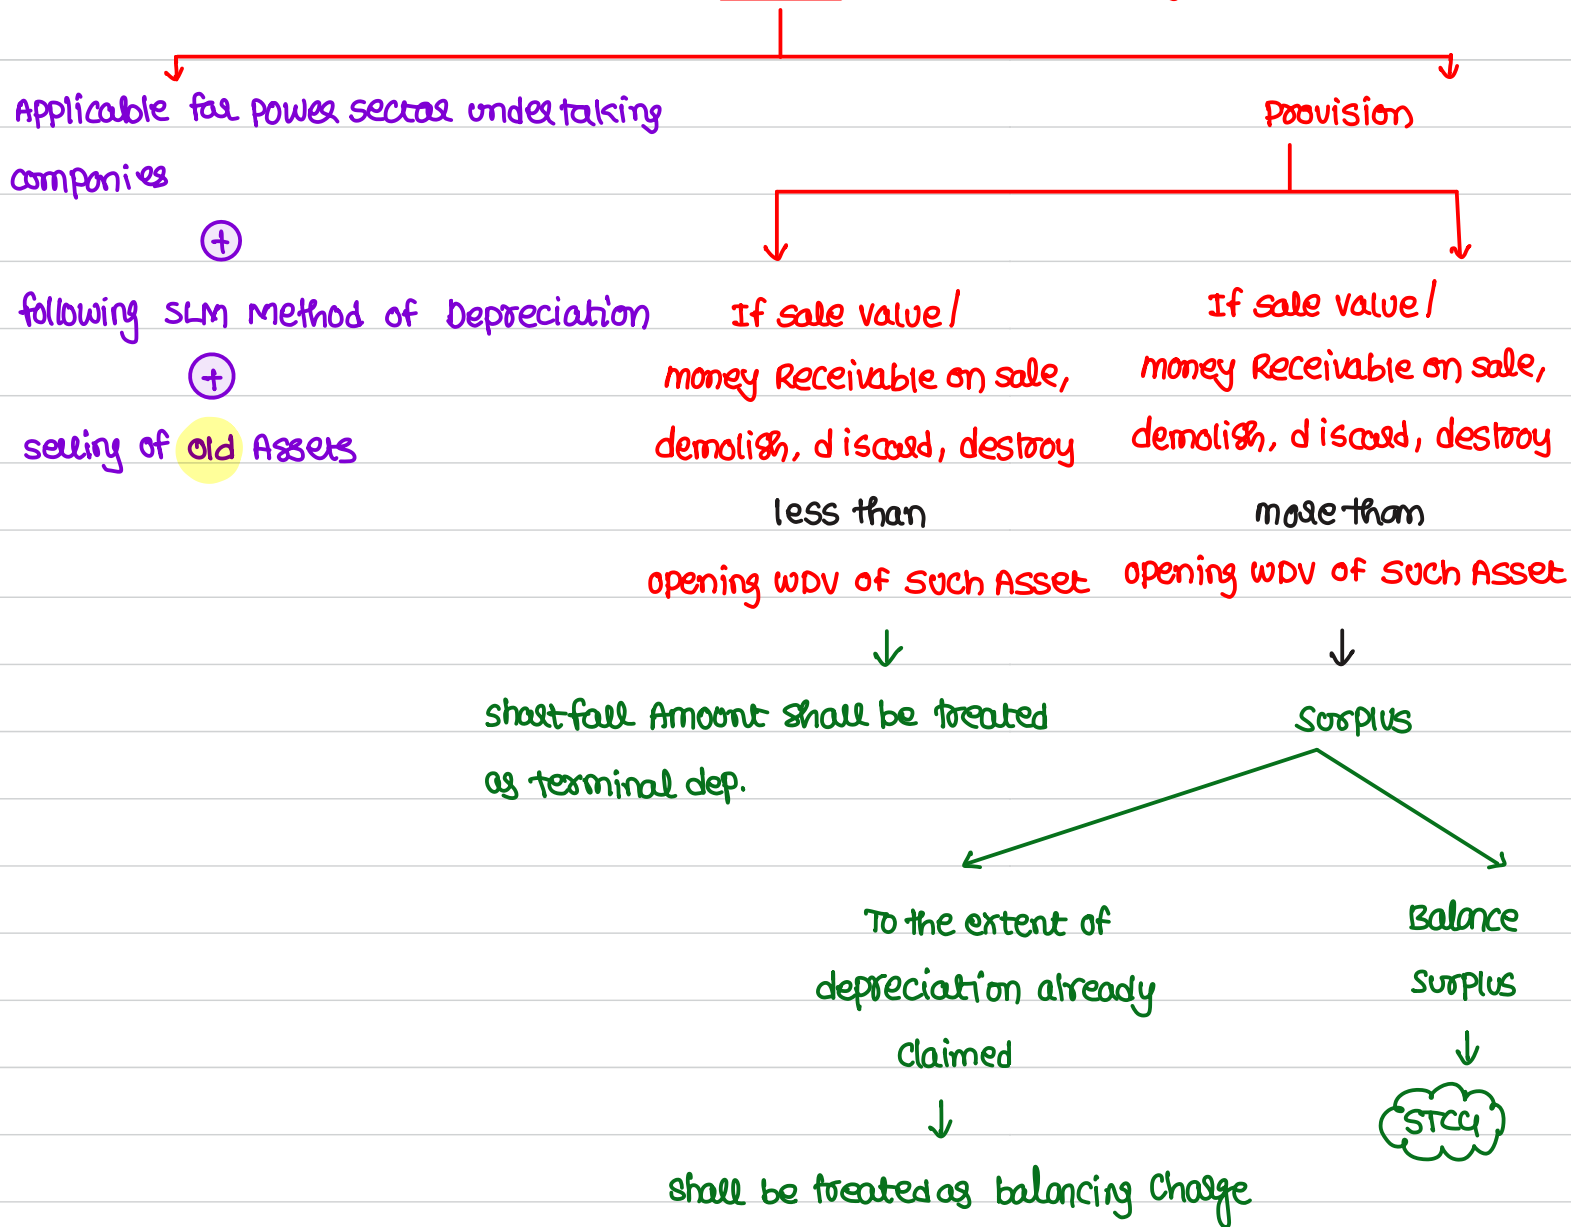 Applicable for power sector undertaking
companies
+
following SLM Method of Depreciation
+
selling of old Assets
Provision
If sale value/
money Receivable on sale,
demolish, discard, destroy
less than
opening WDV of Such Asset
↓
shortfall Amount shall be treated
as terminal dep.
If sale value/
money Receivable on sale,
demolish, discard, destroy
more than
opening WDV of Such Asset
↓
Surplus
To the extent of
depreciation already
Claimed
↓
shall be treated as balancing Charge
Balance
Surplus
↓
STCG